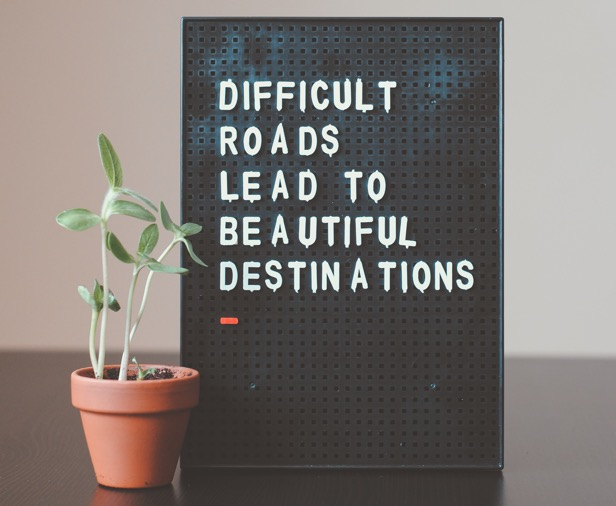 DIFFICULT
ROADS
LEAD TO
BEAUTIFUL
DESTINATIONS